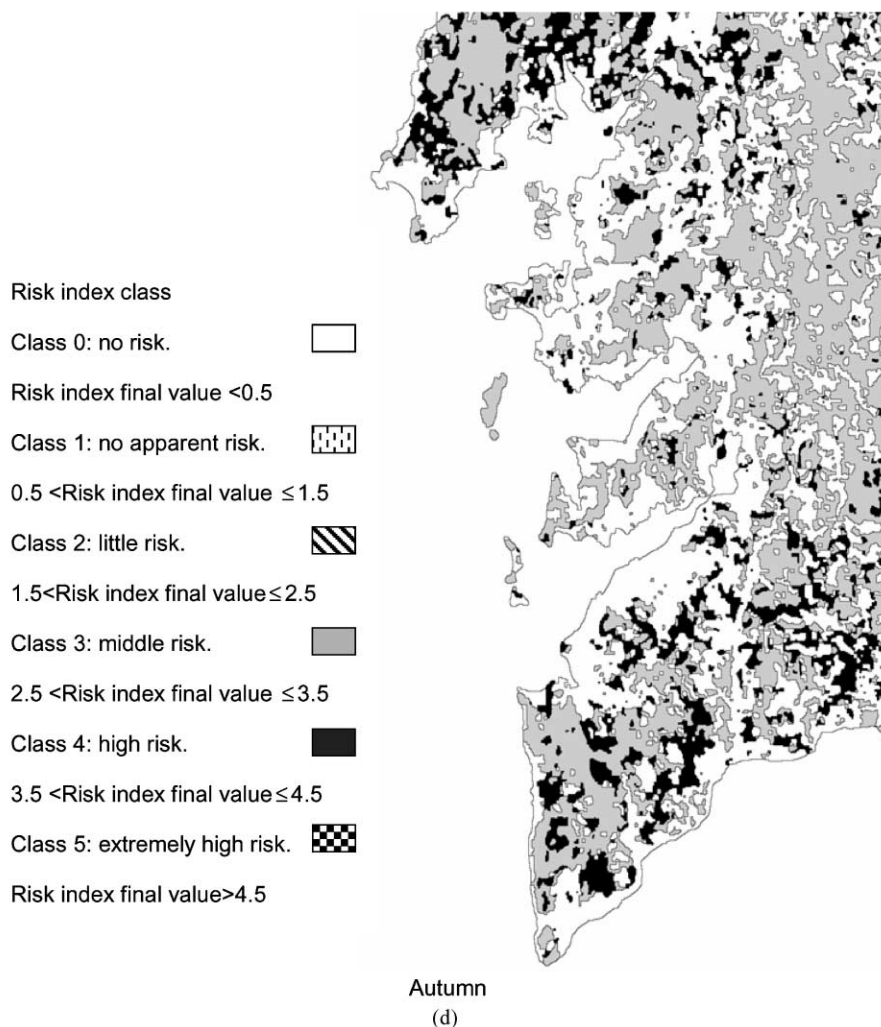 Risk index class
Class 0: no risk.
Risk index final value <0.5
Class 1: no apparent risk.
0.5 <Risk index final value ≤1.5
Class 2: little risk.
1.5<Risk index final value≤2.5
Class 3: middle risk.
2.5 <Risk index final value ≤3.5
Class 4: high risk.
3.5 <Risk index final value≤4.5
Class 5: extremely high risk.
Risk index final value>4.5
Autumn
(d)